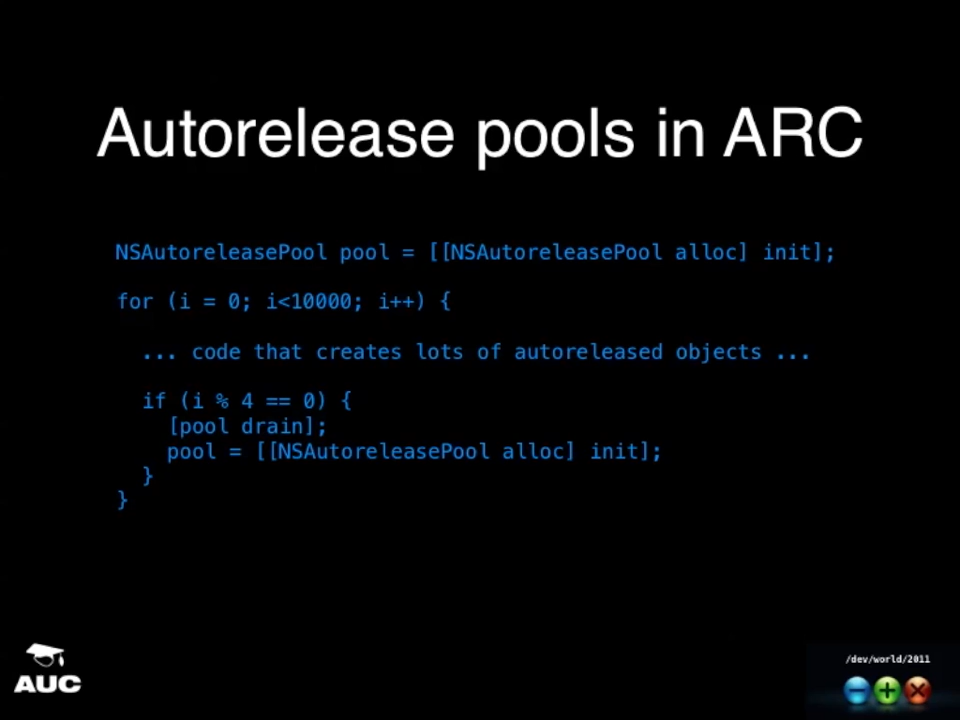 Autorelease pools in ARC
NSAutoreleasePool pool = [[NSAutoreleasePool alloc] init];
for (i = 0; i<10000; i++) {
... code that creates lots of autoreleased objects ...
if (i % 4 == 0) {
[pool drain];
pool = [[NSAutoreleasePool alloc] init];
}
}
AUC
/dev/world/2011